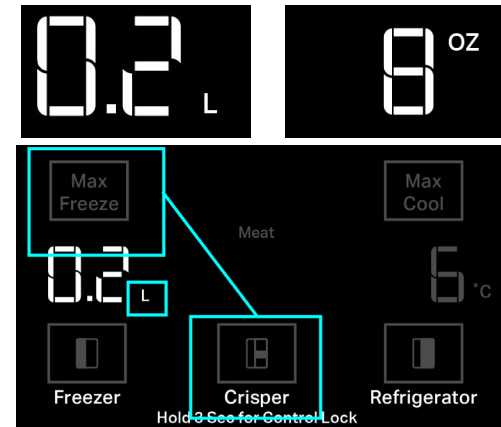 0.2 L
8 OZ
Max Freeze
Max Cool
Meat
0.2 L
6 °C
Freezer
Crisper
Refrigerator
Hold 3 Sec for Control Lock